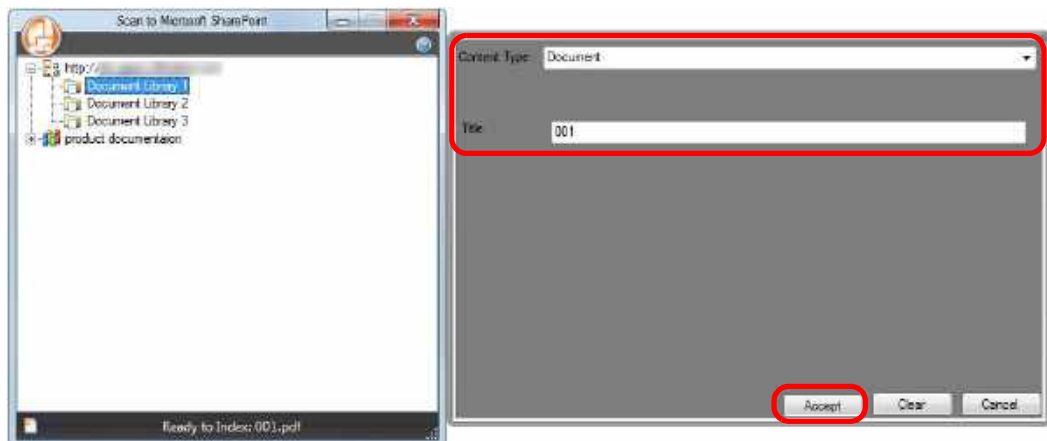 Scan to Microsoft SharePoint
http:/
Document Library 1
Document Library 2
Document Library 3
product documentaion
Ready to Index: 001.pdf
Content Type
Document
Title
001
Accept
Clear
Cancel